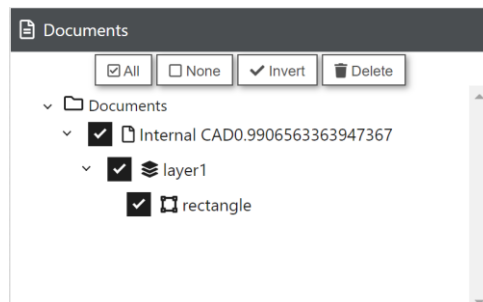 Documents
All None Invert Delete
Documents
Internal CAD0.9906563363947367
layer1
rectangle